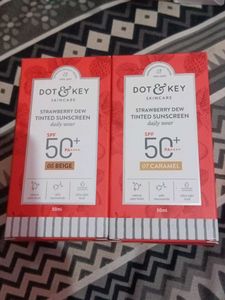 DOT & KEY
SKINCARE
STRAWBERRY DEW
TINTED SUNSCREEN
daily wear
SPF
50+
PA++++
05 BEIGE
50ml
DOT & KEY
SKINCARE
STRAWBERRY DEW
TINTED SUNSCREEN
daily wear
SPF
50+
PA++++
07 CARAMEL
50ml